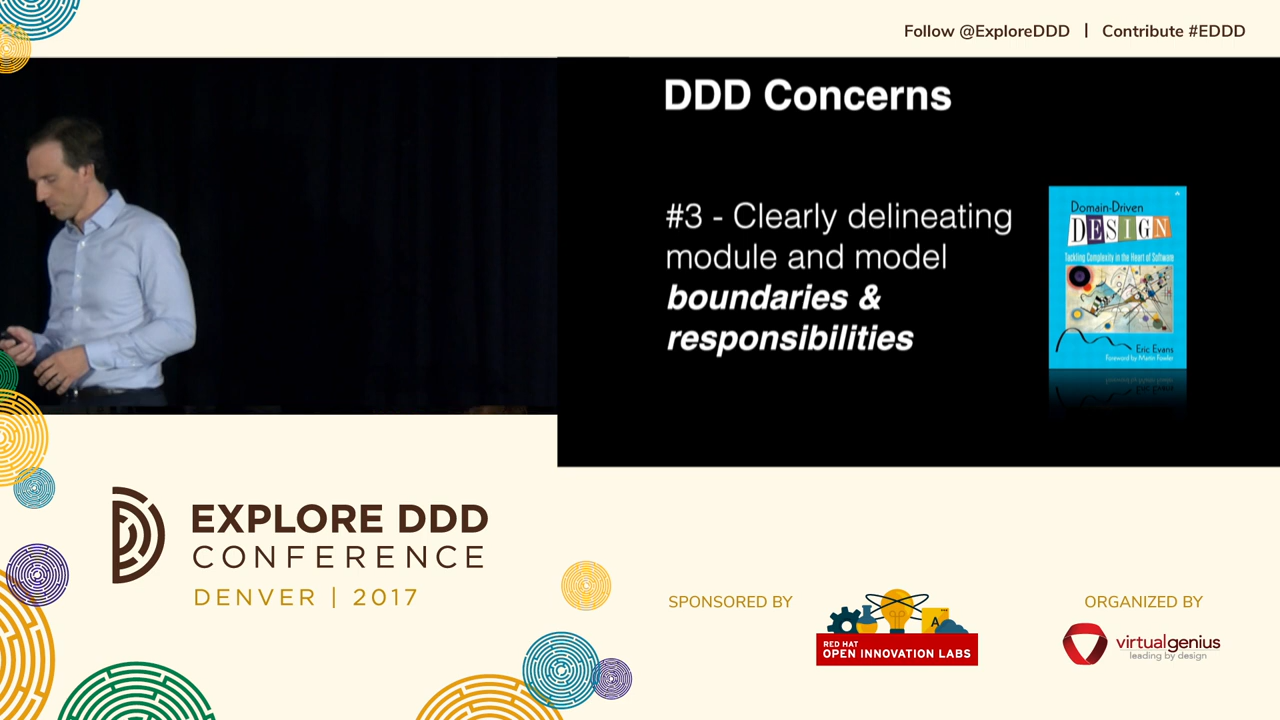 Follow @ExploreDDD | Contribute #EDDD
DDD Concerns
#3 - Clearly delineating
module and model
boundaries &
responsibilities
Domain-Driven
DESIGN
Tackling Complexity in the Heart of Software
Eric Evans
Foreword by Martin Fowler
EXPLORE DDD
CONFERENCE
DENVER | 2017
SPONSORED BY
A
RED HAT
OPEN INNOVATION LABS
ORGANIZED BY
virtualgenius
leading by design